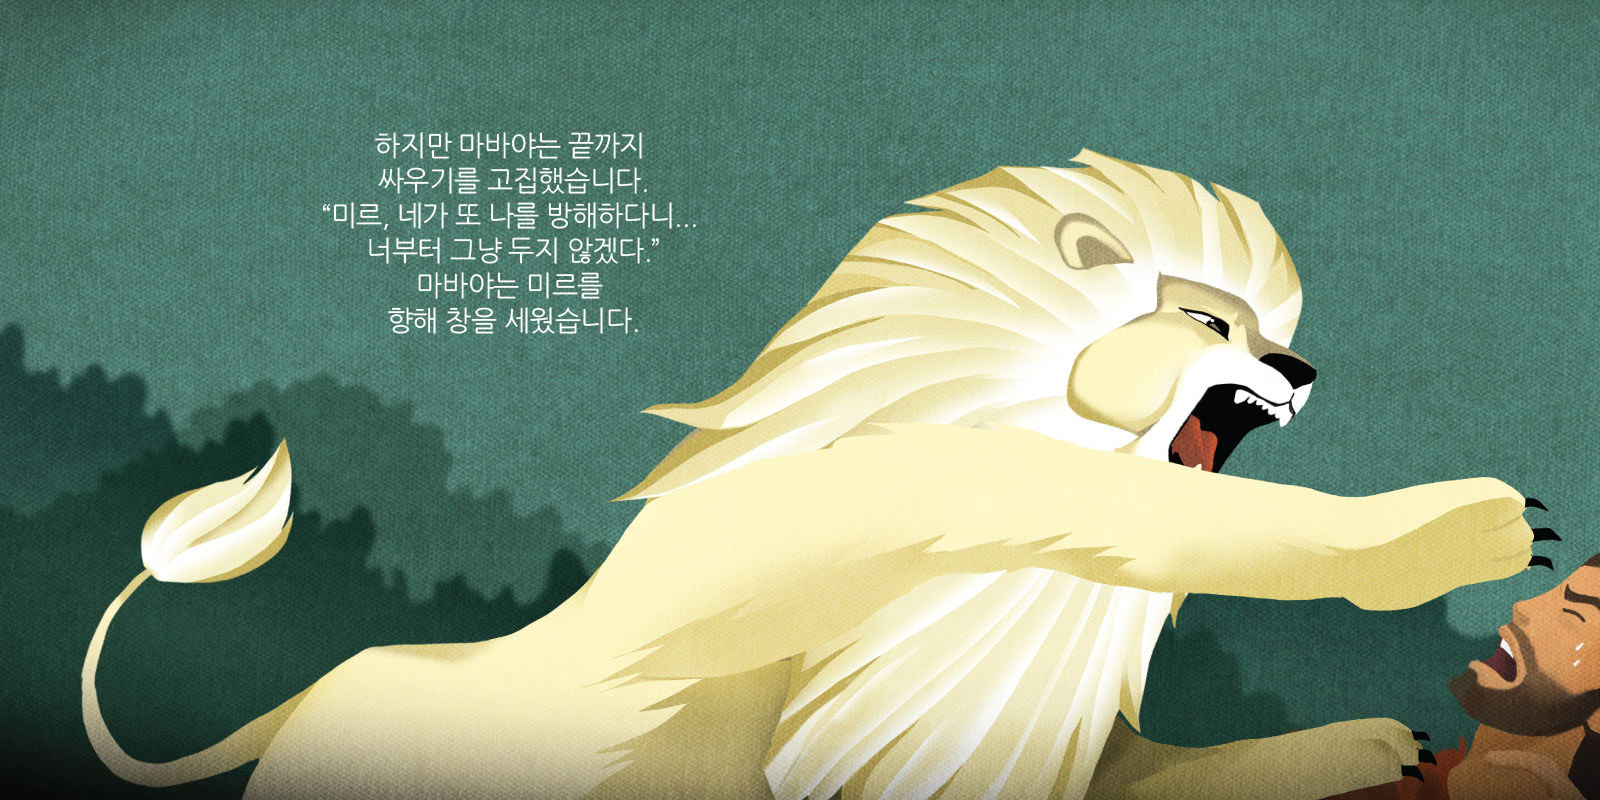 하지만 마바야는 끝까지
싸우기를 고집했습니다.
“미르, 네가 또 나를 방해하다니...
너부터 그냥 두지 않겠다.”
마바야는 미르를
향해 창을 세웠습니다.